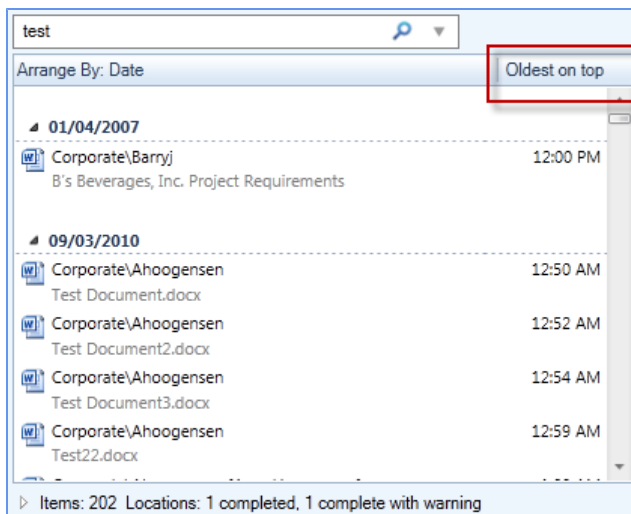 test
Arrange By: Date Oldest on top
01/04/2007
Corporate\Barryj 12:00 PM
B's Beverages, Inc. Project Requirements
09/03/2010
Corporate\Ahoogensen 12:50 AM
Test Document.docx
Corporate\Ahoogensen 12:52 AM
Test Document2.docx
Corporate\Ahoogensen 12:54 AM
Test Document3.docx
Corporate\Ahoogensen 12:59 AM
Test22.docx
Items: 202 Locations: 1 completed, 1 complete with warning